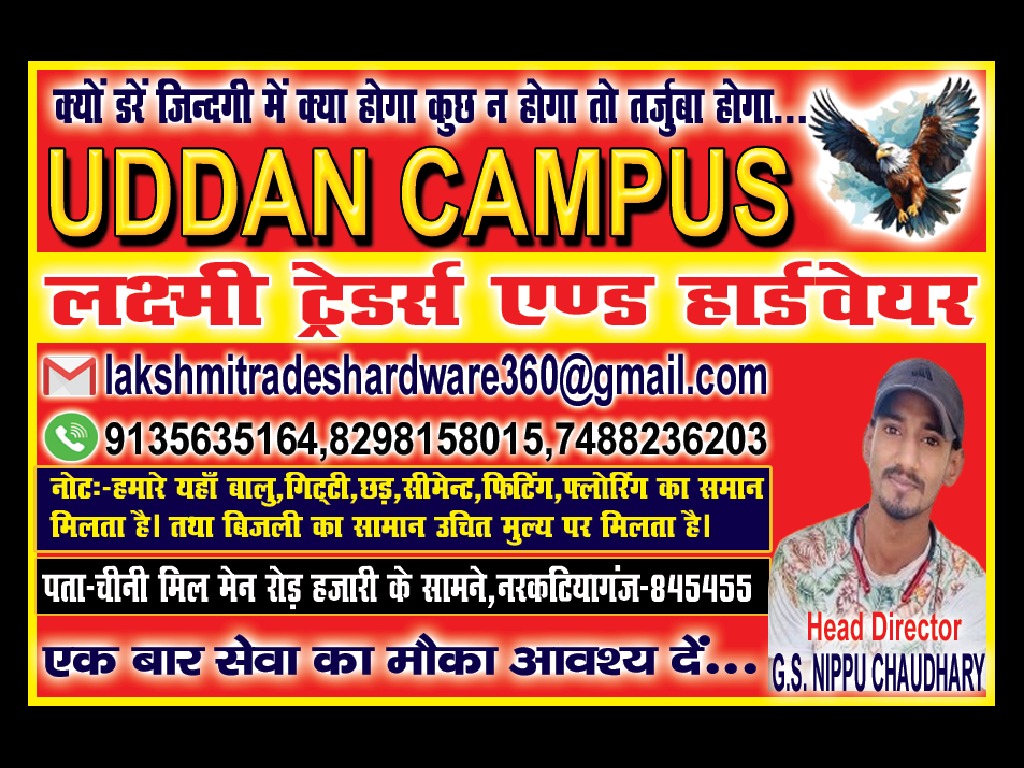 क्यों डरें जिन्दगी में क्या होगा कुछ न होगा तो तर्जुबा होगा...
UDDAN CAMPUS
लक्ष्मी ट्रेडर्स एण्ड हार्डवेयर
lakshmitradeshardware360@gmail.com
9135635164,8298158015,7488236203
नोटः-हमारे यहाँ बालु,गिट्टी,छड़,सीमेन्ट,फिटिंग,फ्लोरिंग का समान
मिलता है। तथा बिजली का सामान उचित मुल्य पर मिलता है।
पता-चीनी मिल मेन रोड़ हजारी के सामने,नरकटियागंज-845455
एक बार सेवा का मौका आवश्य दें...
Head Director
G.S. NIPPU CHAUDHARY